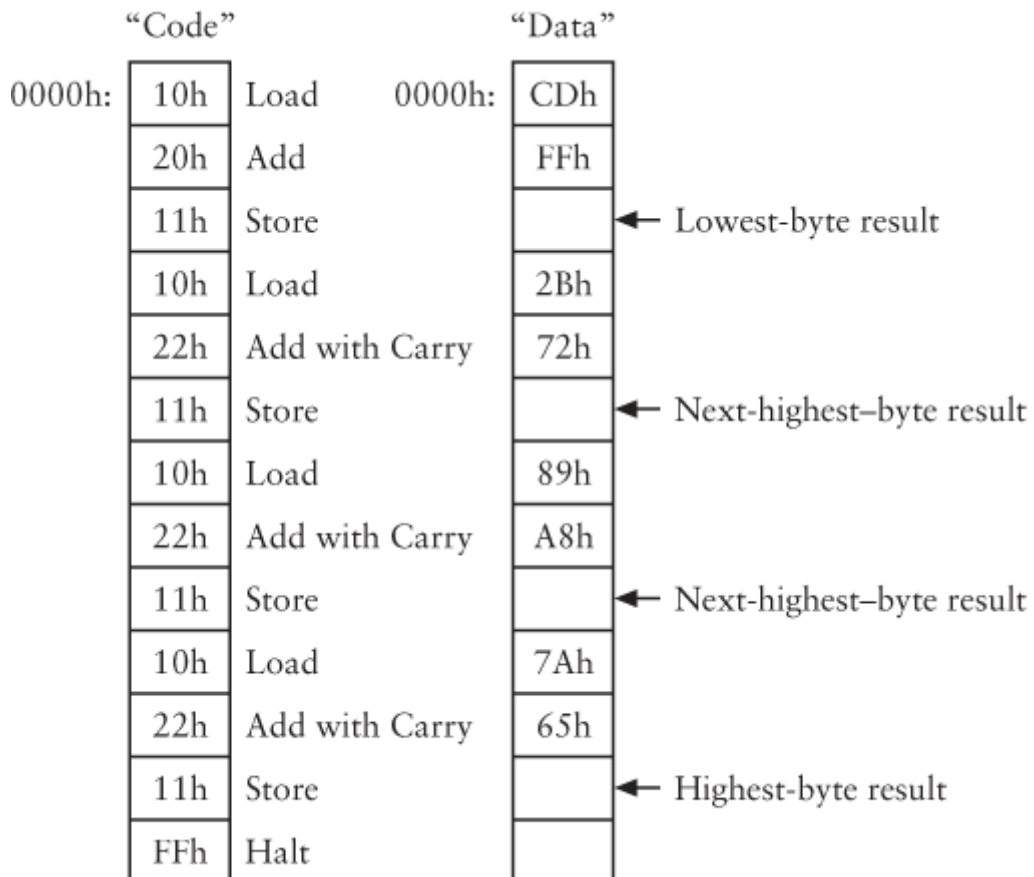 “Code” “Data”
0000h: 10h Load 0000h: CDh
20h Add FFh
11h Store ← Lowest-byte result
10h Load 2Bh
22h Add with Carry 72h
11h Store ← Next-highest–byte result
10h Load 89h
22h Add with Carry A8h
11h Store ← Next-highest–byte result
10h Load 7Ah
22h Add with Carry 65h
11h Store ← Highest-byte result
FFh Halt